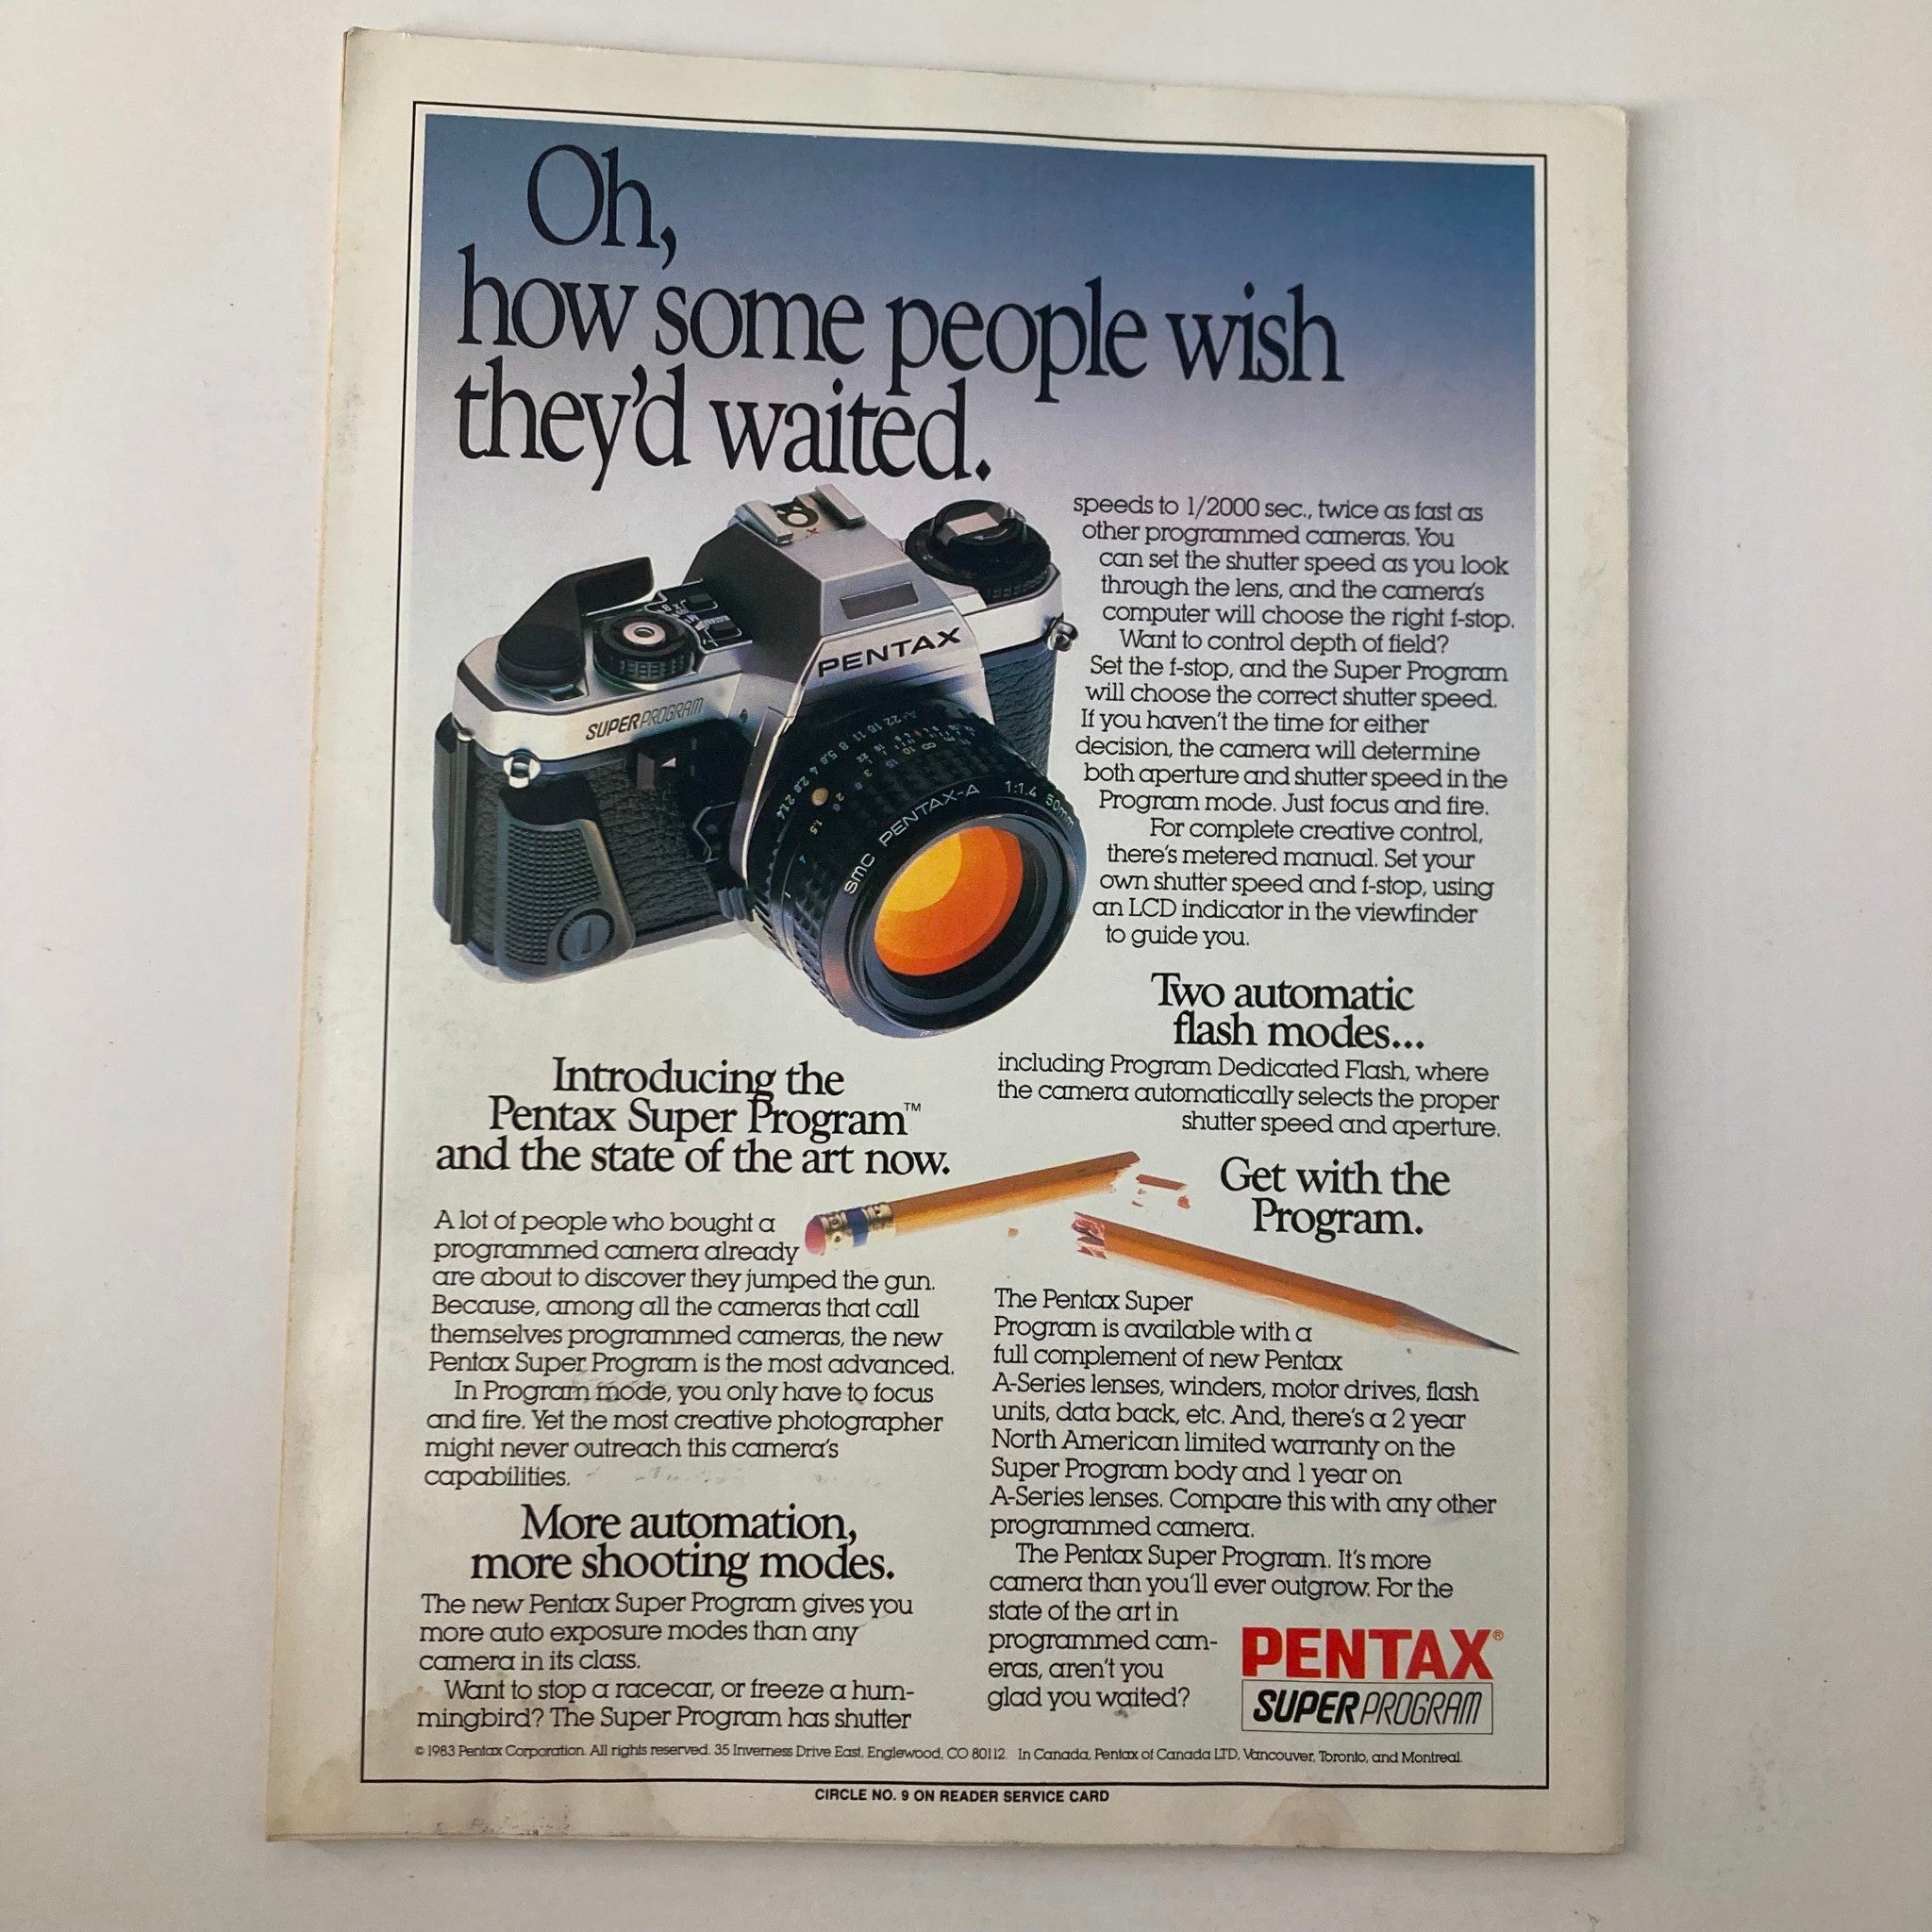 Oh,
how some people wish
they'd waited.
PENTAX
SUPERPROGRAM
SMC PENTAX-A 1:1.4 50mm
Introducing the
Pentax Super Program™
and the state of the art now.
A lot of people who bought a
programmed camera already
are about to discover they jumped the gun.
Because, among all the cameras that call
themselves programmed cameras, the new
Pentax Super Program is the most advanced.
In Program mode, you only have to focus
and fire. Yet the most creative photographer
might never outreach this camera's
capabilities.
More automation,
more shooting modes.
The new Pentax Super Program gives you
more auto exposure modes than any
camera in its class.
Want to stop a racecar, or freeze a hum-
mingbird? The Super Program has shutter
speeds to 1/2000 sec., twice as fast as
other programmed cameras. You
can set the shutter speed as you look
through the lens, and the camera's
computer will choose the right f-stop.
Want to control depth of field?
Set the f-stop, and the Super Program
will choose the correct shutter speed.
If you haven't the time for either
decision, the camera will determine
both aperture and shutter speed in the
Program mode. Just focus and fire.
For complete creative control,
there's metered manual. Set your
own shutter speed and f-stop, using
an LCD indicator in the viewfinder
to guide you.
Two automatic
flash modes...
including Program Dedicated Flash, where
the camera automatically selects the proper
shutter speed and aperture.
Get with the
Program.
The Pentax Super
Program is available with a
full complement of new Pentax
A-Series lenses, winders, motor drives, flash
units, data back, etc. And, there's a 2 year
North American limited warranty on the
Super Program body and 1 year on
A-Series lenses. Compare this with any other
programmed camera.
The Pentax Super Program. It's more
camera than you'll ever outgrow. For the
state of the art in
programmed cam-
eras, aren't you
glad you waited?
PENTAX®
SUPERPROGRAM
© 1983 Pentax Corporation. All rights reserved. 35 Inverness Drive East, Englewood, CO 80112. In Canada, Pentax of Canada LTD, Vancouver, Toronto, and Montreal.
CIRCLE NO. 9 ON READER SERVICE CARD